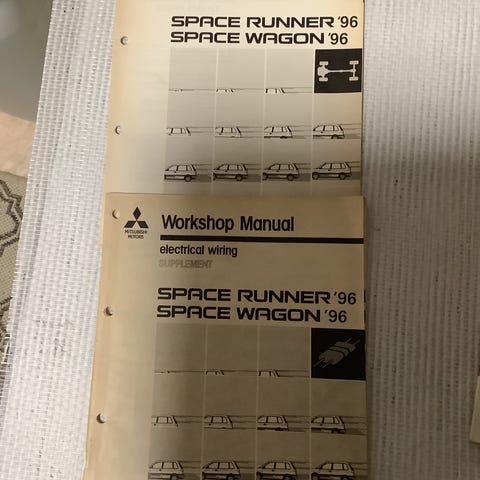 SUPPLEMENT
SPACE RUNNER '96
SPACE WAGON '96
MITSUBISHI
MOTORS
Workshop Manual
electrical wiring
SUPPLEMENT
SPACE RUNNER '96
SPACE WAGON '96